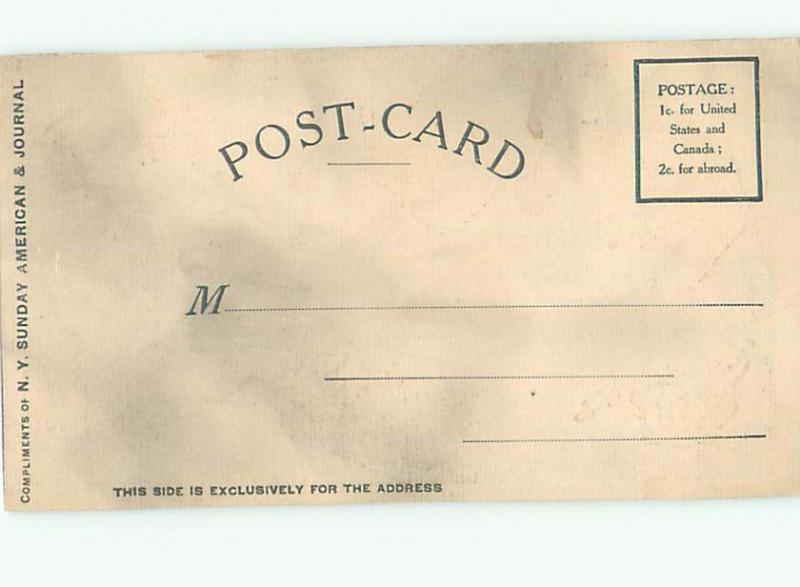 POST-CARD
POSTAGE:
1c. for United
States and
Canada;
2c. for abroad.
M
THIS SIDE IS EXCLUSIVELY FOR THE ADDRESS
COMPLIMENTS OF N. Y. SUNDAY AMERICAN & JOURNAL